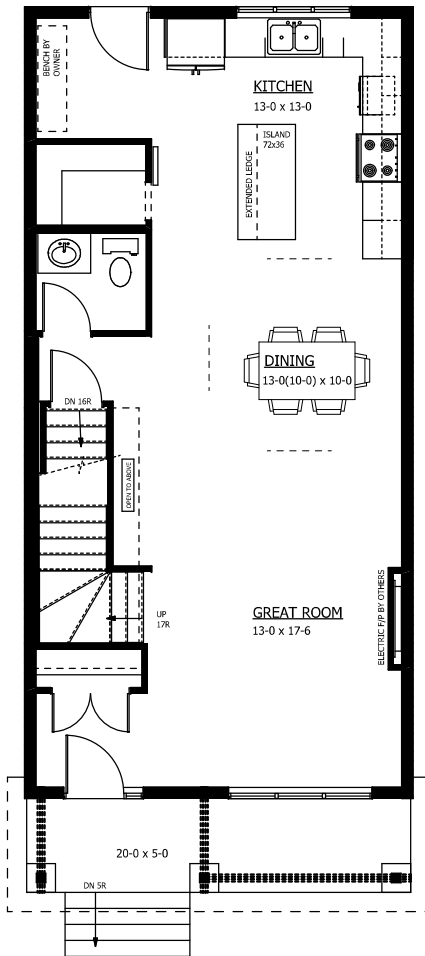 BENCH BY
OWNER
KITCHEN
13-0 x 13-0
ISLAND
72x36
EXTENDED LEDGE
DINING
13-0(10-0) x 10-0
DN 16R
OPEN TO ABOVE
UP
17R
GREAT ROOM
13-0 x 17-6
ELECTRIC F/P BY OTHERS
20-0 x 5-0
DN 5R